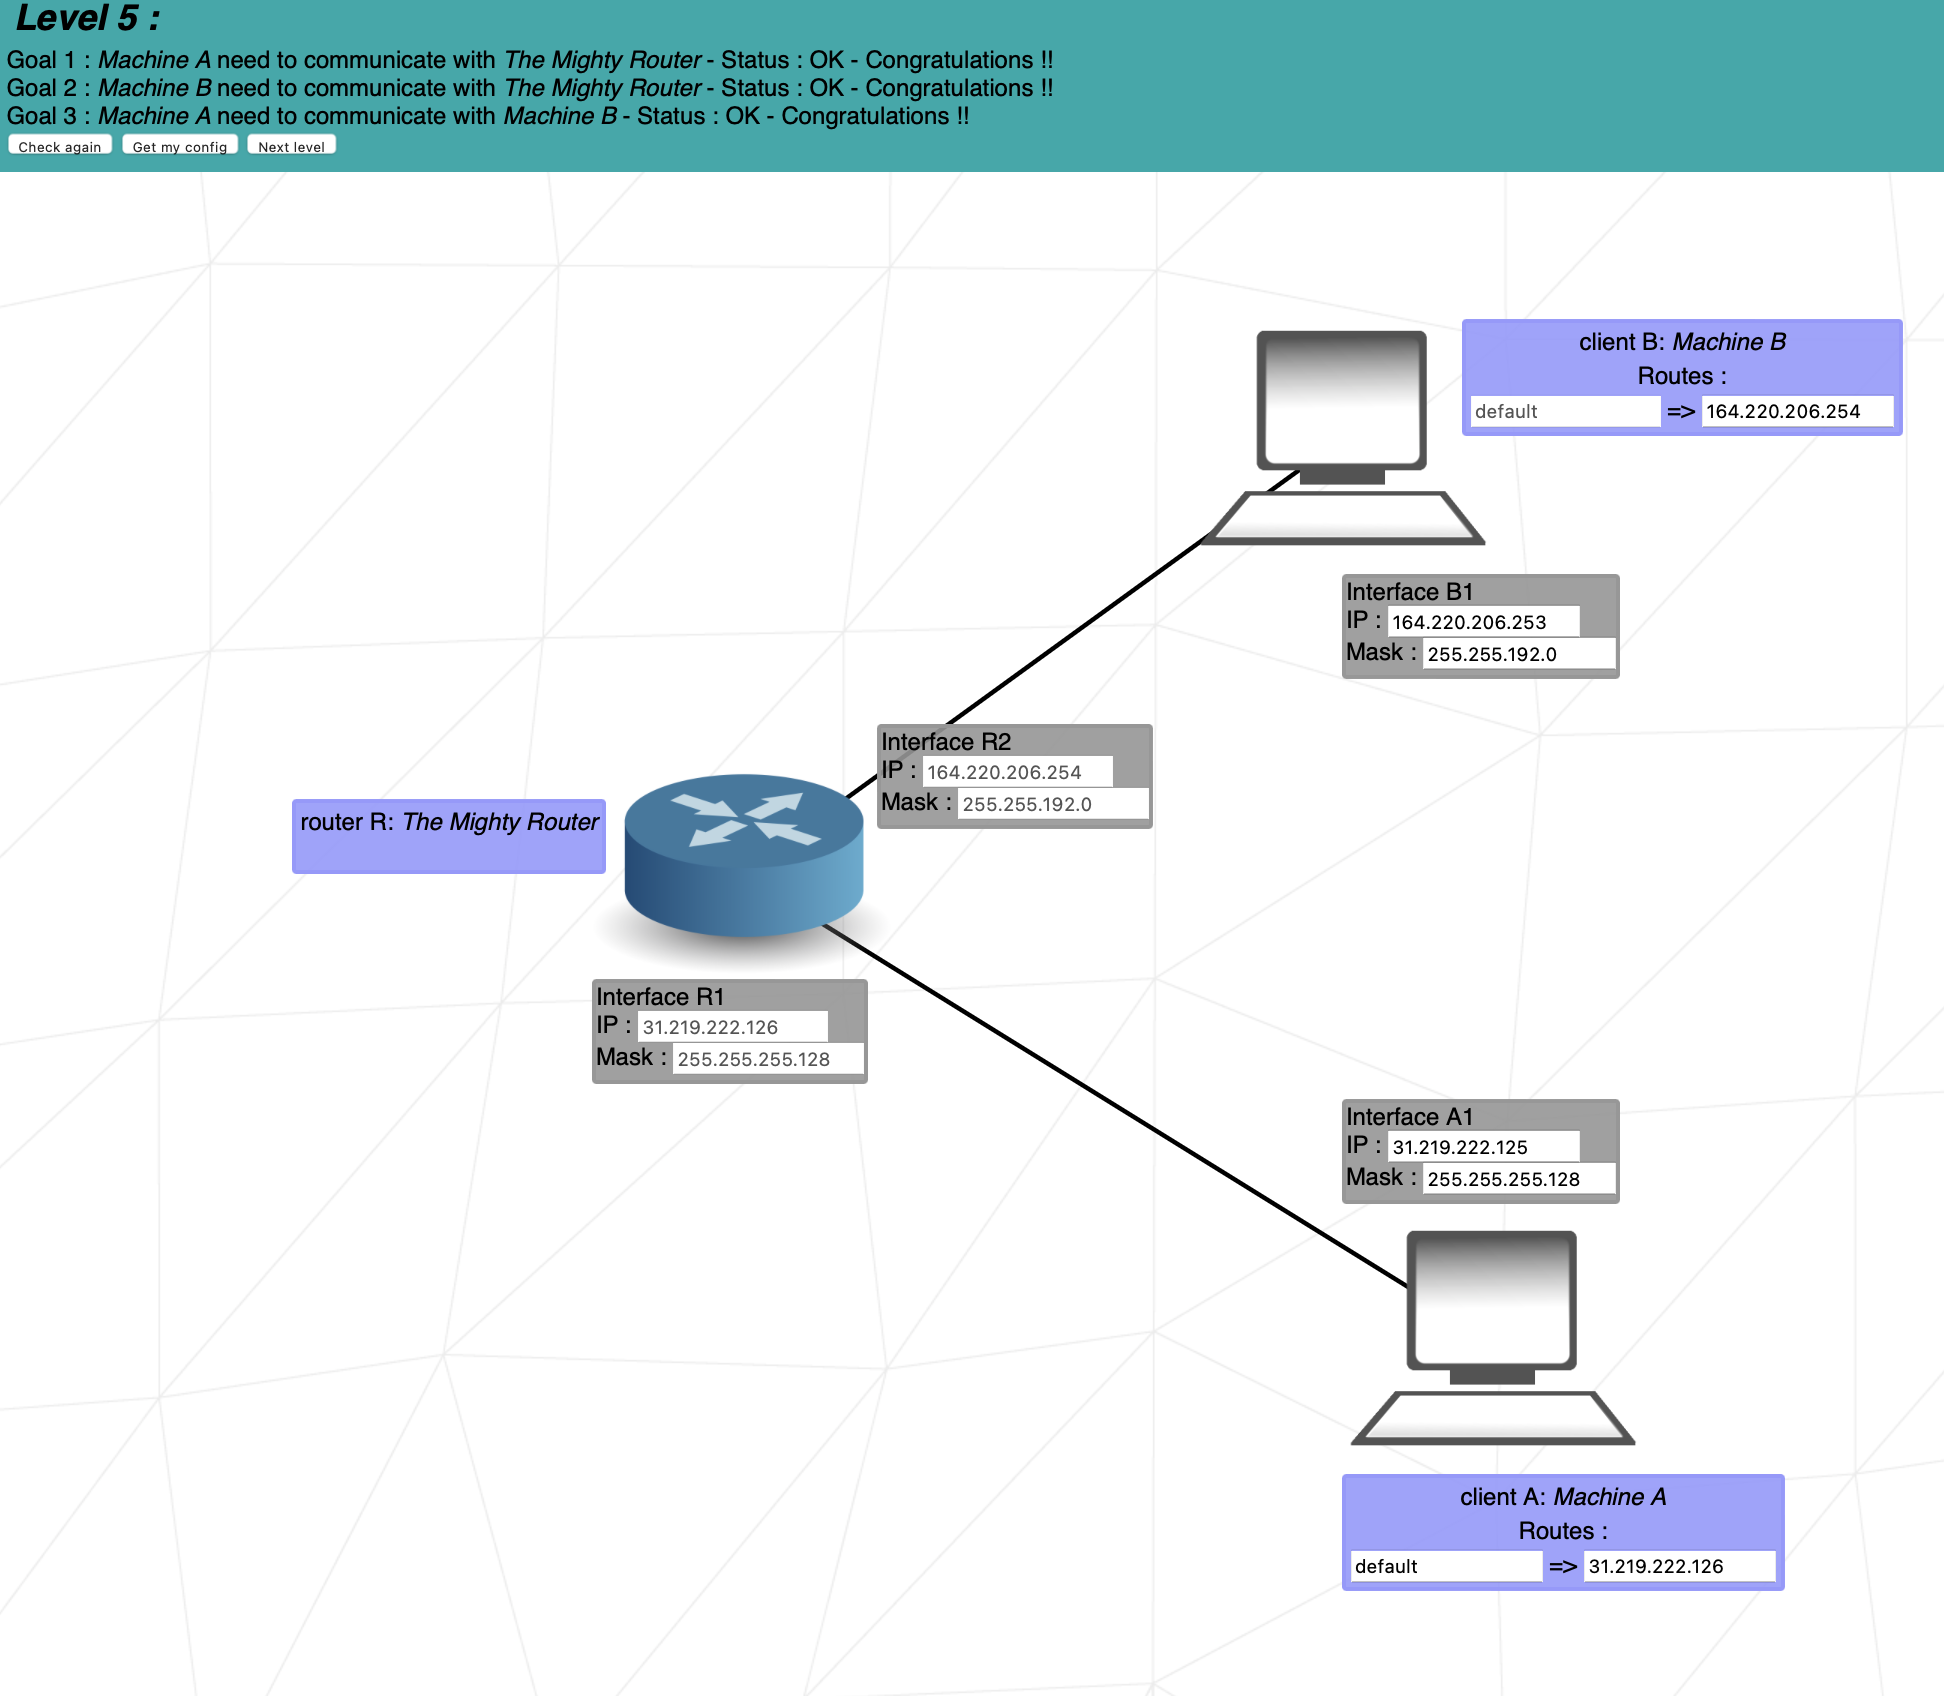 Level 5 :
Goal 1 : Machine A need to communicate with The Mighty Router - Status : OK - Congratulations !!
Goal 2 : Machine B need to communicate with The Mighty Router - Status : OK - Congratulations !!
Goal 3 : Machine A need to communicate with Machine B - Status : OK - Congratulations !!
Check again Get my config Next level
client B: Machine B
Routes :
default => 164.220.206.254
Interface B1
IP : 164.220.206.253
Mask : 255.255.192.0
Interface R2
IP : 164.220.206.254
Mask : 255.255.192.0
router R: The Mighty Router
Interface R1
IP : 31.219.222.126
Mask : 255.255.255.128
Interface A1
IP : 31.219.222.125
Mask : 255.255.255.128
client A: Machine A
Routes :
default => 31.219.222.126